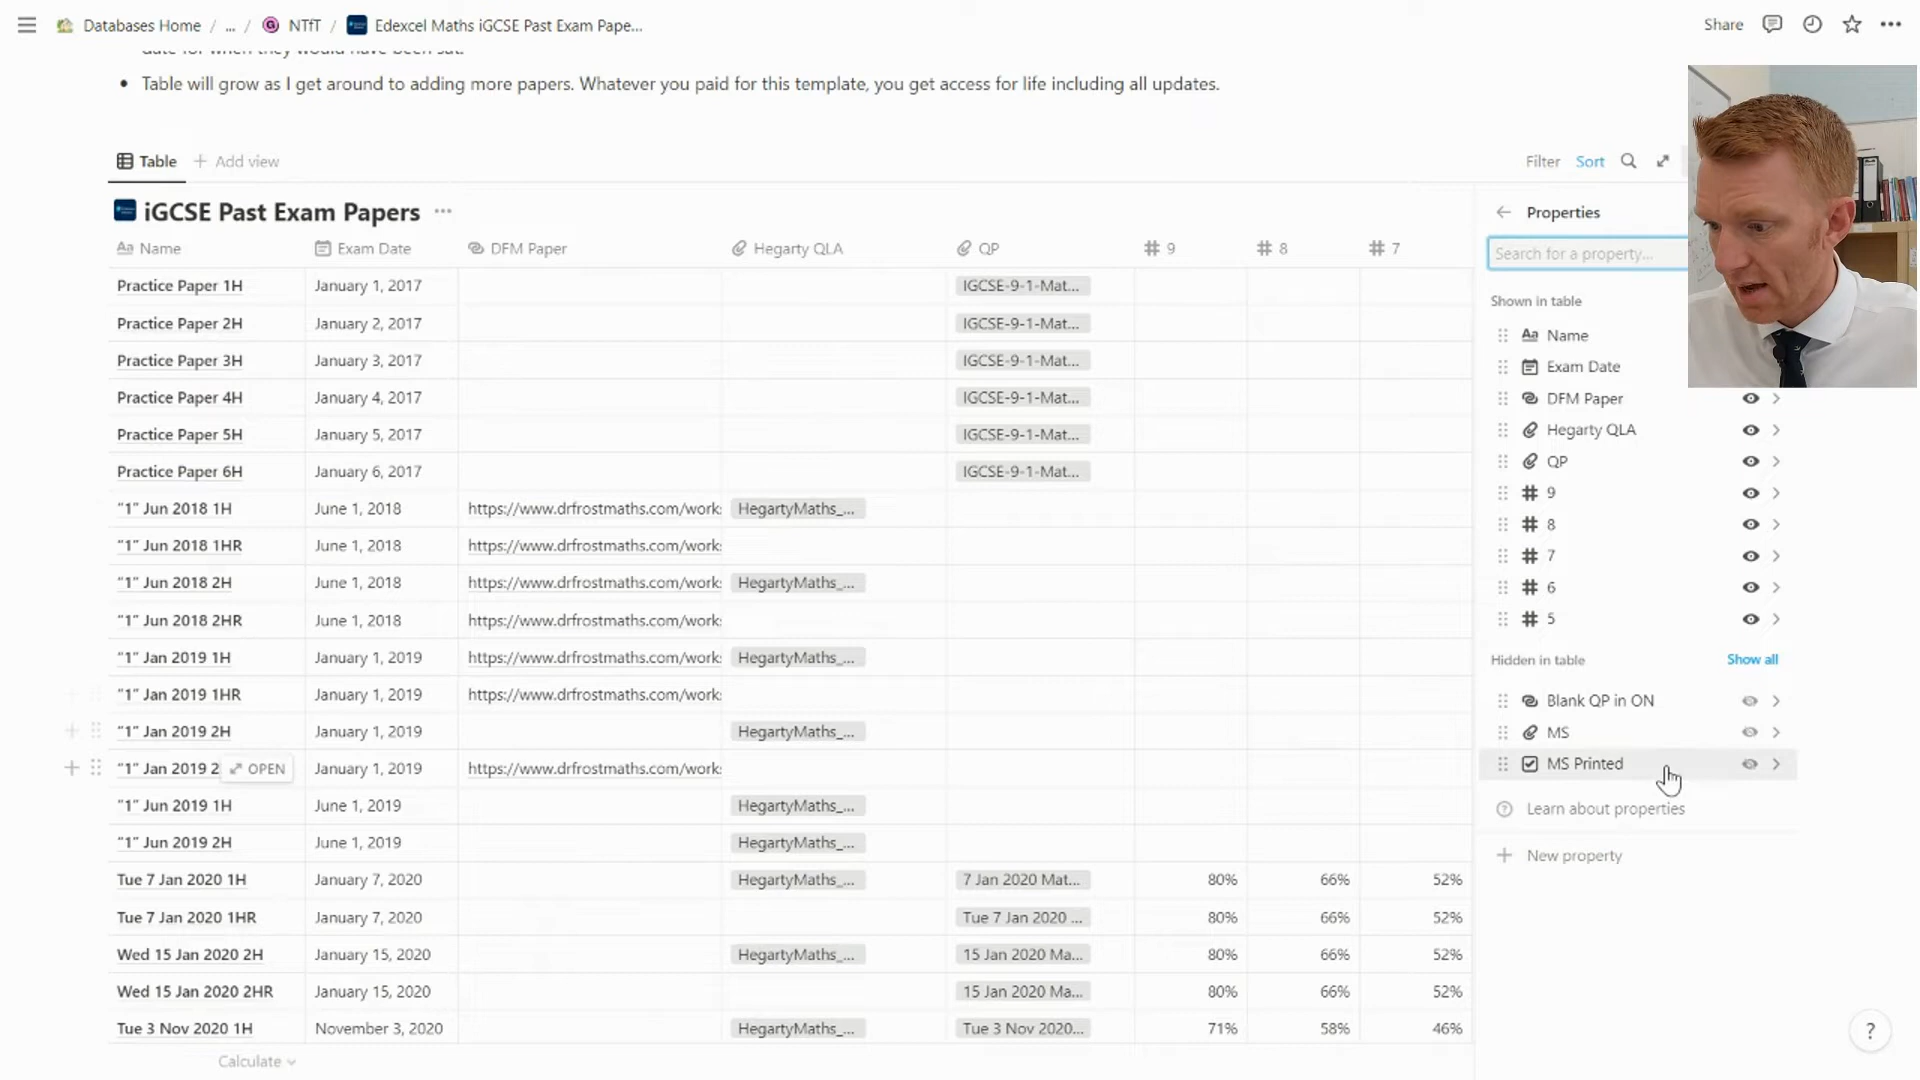 Databases Home / ... / NTfT / Edexcel Maths iGCSE Past Exam Pape...
Share
date for when they would have been sat.
• Table will grow as I get around to adding more papers. Whatever you paid for this template, you get access for life including all updates.
Table + Add view
Filter Sort
iGCSE Past Exam Papers ...
Aa Name Exam Date DFM Paper Hegarty QLA QP # 9 # 8 # 7
Practice Paper 1H January 1, 2017 IGCSE-9-1-Mat...
Practice Paper 2H January 2, 2017 IGCSE-9-1-Mat...
Practice Paper 3H January 3, 2017 IGCSE-9-1-Mat...
Practice Paper 4H January 4, 2017 IGCSE-9-1-Mat...
Practice Paper 5H January 5, 2017 IGCSE-9-1-Mat...
Practice Paper 6H January 6, 2017 IGCSE-9-1-Mat...
"1" Jun 2018 1H June 1, 2018 https://www.drfrostmaths.com/works HegartyMaths_...
"1" Jun 2018 1HR June 1, 2018 https://www.drfrostmaths.com/works
"1" Jun 2018 2H June 1, 2018 https://www.drfrostmaths.com/works HegartyMaths_...
"1" Jun 2018 2HR June 1, 2018 https://www.drfrostmaths.com/works
"1" Jan 2019 1H January 1, 2019 https://www.drfrostmaths.com/works HegartyMaths_...
"1" Jan 2019 1HR January 1, 2019 https://www.drfrostmaths.com/works
"1" Jan 2019 2H January 1, 2019 HegartyMaths_...
"1" Jan 2019 2 OPEN January 1, 2019 https://www.drfrostmaths.com/works
"1" Jun 2019 1H June 1, 2019 HegartyMaths_...
"1" Jun 2019 2H June 1, 2019 HegartyMaths_...
Tue 7 Jan 2020 1H January 7, 2020 HegartyMaths_... 7 Jan 2020 Mat... 80% 66% 52%
Tue 7 Jan 2020 1HR January 7, 2020 Tue 7 Jan 2020 ... 80% 66% 52%
Wed 15 Jan 2020 2H January 15, 2020 HegartyMaths_... 15 Jan 2020 Ma... 80% 66% 52%
Wed 15 Jan 2020 2HR January 15, 2020 15 Jan 2020 Ma... 80% 66% 52%
Tue 3 Nov 2020 1H November 3, 2020 HegartyMaths_... Tue 3 Nov 2020... 71% 58% 46%
Calculate
Properties
Search for a property...
Shown in table
Aa Name
Exam Date
DFM Paper
Hegarty QLA
QP
# 9
# 8
# 7
# 6
# 5
Hidden in table Show all
Blank QP in ON
MS
MS Printed
? Learn about properties
+ New property
?